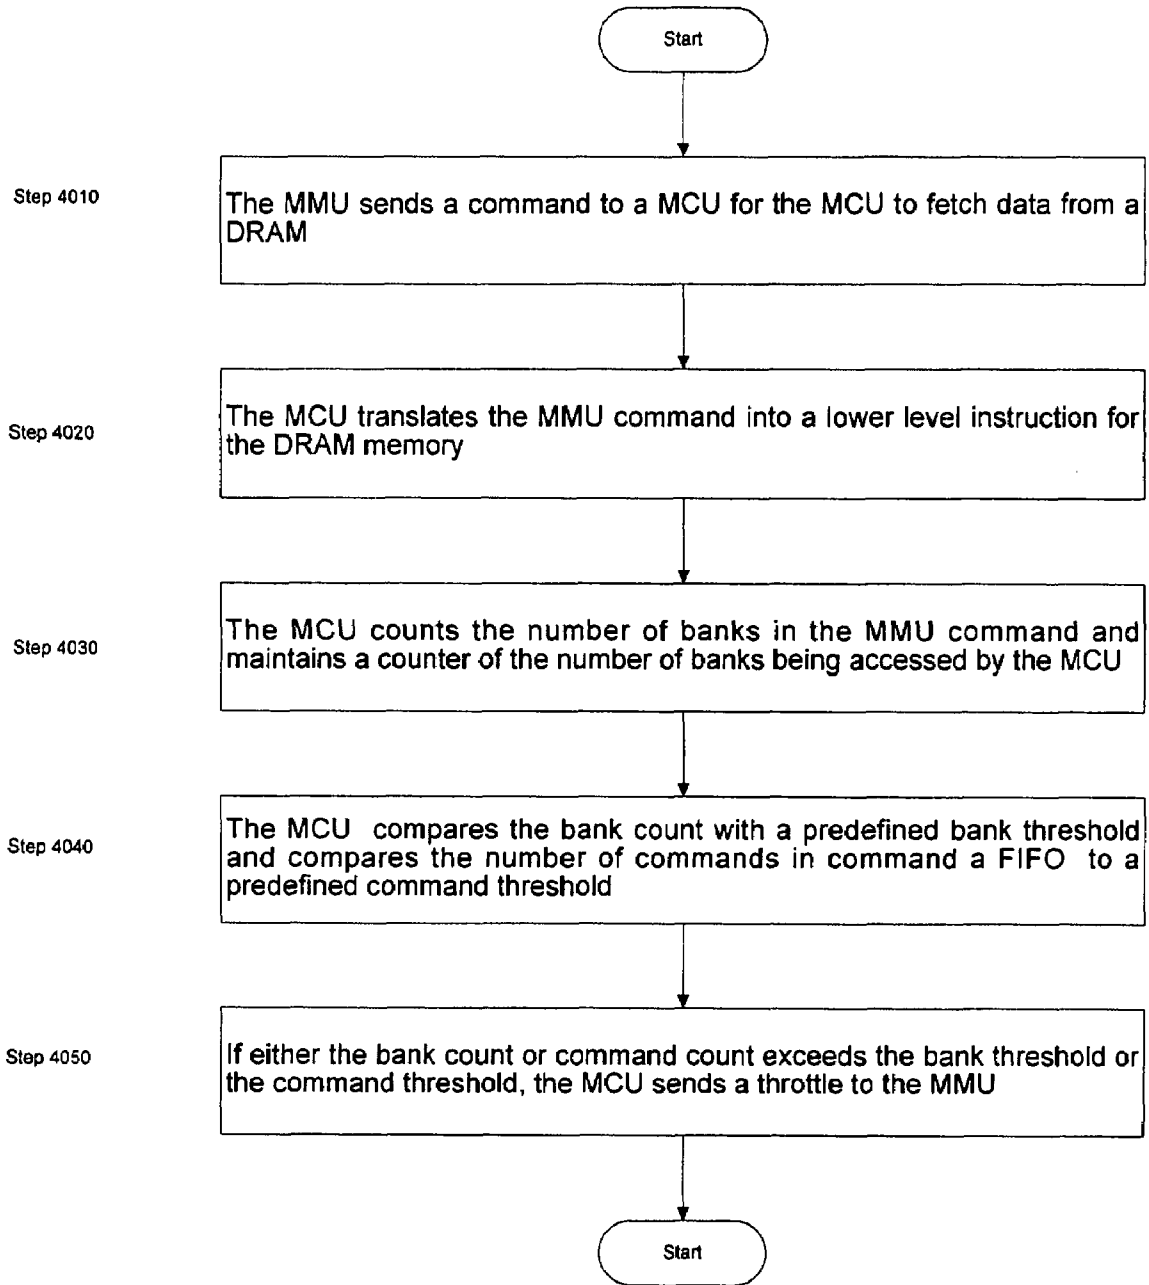 Start
Step 4010
The MMU sends a command to a MCU for the MCU to fetch data from a
DRAM
Step 4020
The MCU translates the MMU command into a lower level instruction for
the DRAM memory
Step 4030
The MCU counts the number of banks in the MMU command and
maintains a counter of the number of banks being accessed by the MCU
Step 4040
The MCU compares the bank count with a predefined bank threshold
and compares the number of commands in command a FIFO to a
predefined command threshold
Step 4050
If either the bank count or command count exceeds the bank threshold or
the command threshold, the MCU sends a throttle to the MMU
Start